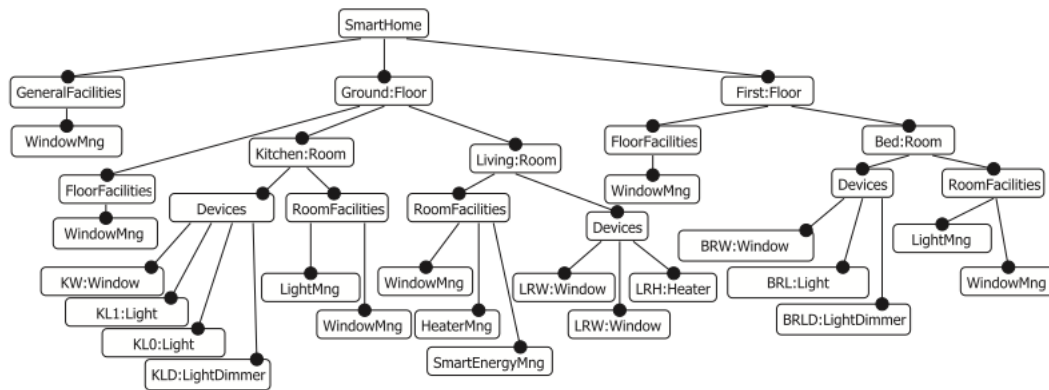 SmartHome
GeneralFacilities
Ground:Floor
First:Floor
WindowMng
FloorFacilities
Bed:Room
Kitchen:Room
Living:Room
FloorFacilities
Devices
RoomFacilities
RoomFacilities
WindowMng
Devices
RoomFacilities
WindowMng
Devices
LightMng
BRW:Window
KW:Window
LightMng
WindowMng
LRW:Window
LRH:Heater
BRL:Light
WindowMng
KL1:Light
WindowMng
HeaterMng
LRW:Window
BRLD:LightDimmer
KL0:Light
SmartEnergyMng
KLD:LightDimmer